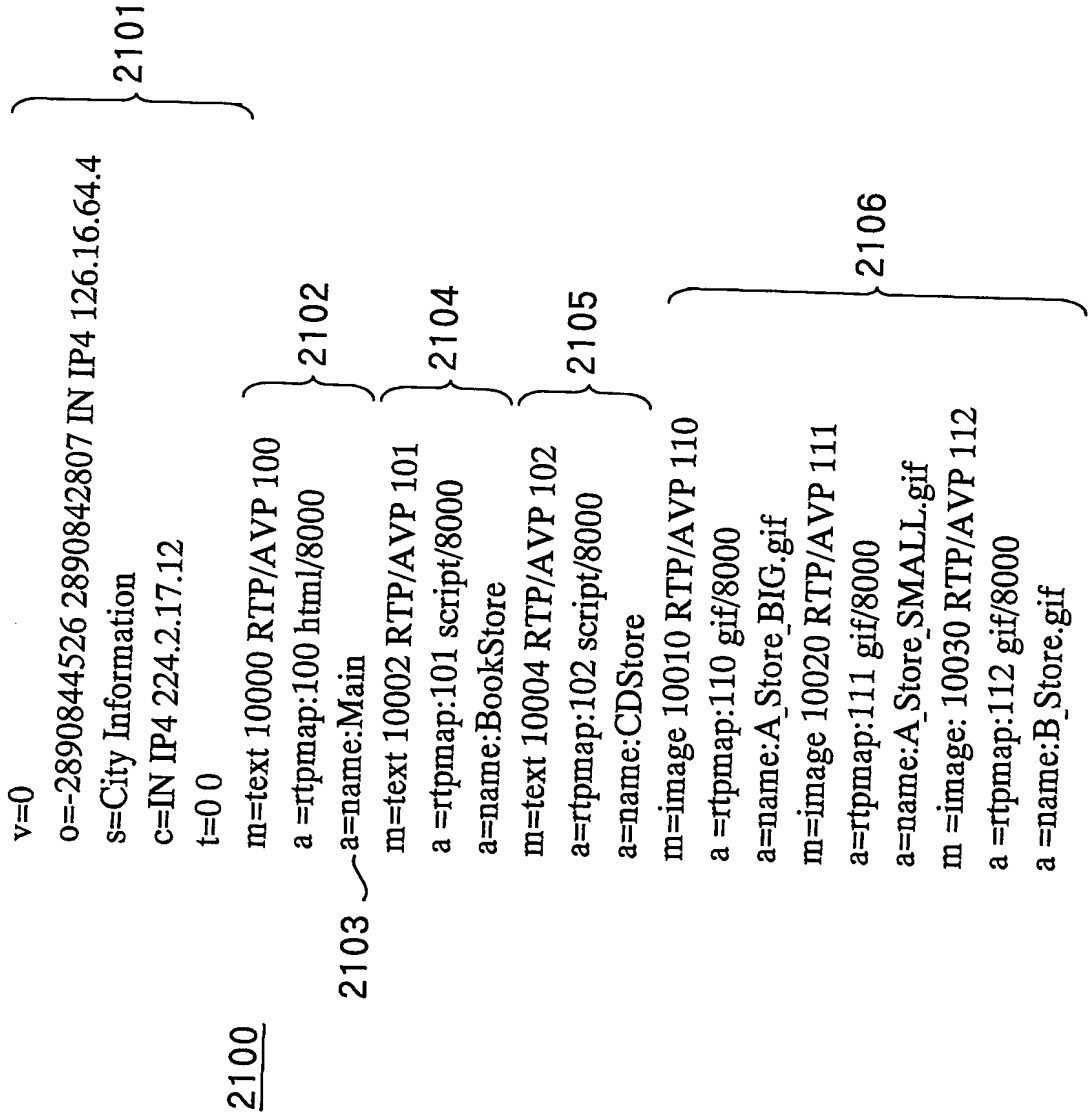 2100
v=0
o=-2890844526 2890842807 IN IP4 126.16.64.4
s=City Information
c=IN IP4 224.2.17.12
t=0 0
2101
m=text 10000 RTP/AVP 100
a =rtpmap:100 html/8000
a=name:Main
2102
2103
m=text 10002 RTP/AVP 101
a =rtpmap:101 script/8000
a=name:BookStore
2104
m=text 10004 RTP/AVP 102
a=rtpmap:102 script/8000
a=name:CDStore
2105
m=image 10010 RTP/AVP 110
a =rtpmap:110 gif/8000
a=name:A_Store_BIG.gif
m=image 10020 RTP/AVP 111
a=rtpmap:111 gif/8000
a=name:A_Store_SMALL.gif
m =image: 10030 RTP/AVP 112
a =rtpmap:112 gif/8000
a =name:B_Store.gif
2106